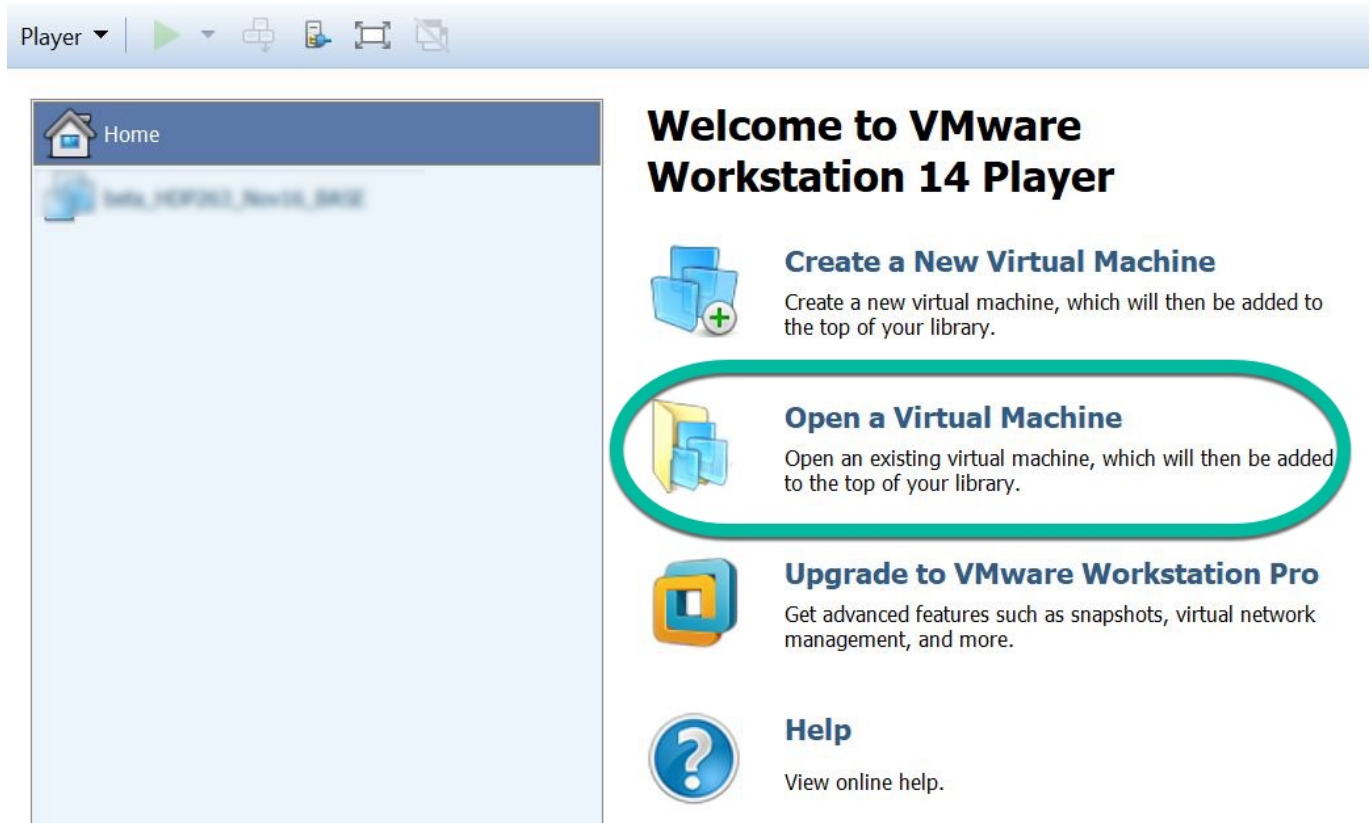 Player
Home
Welcome to VMware
Workstation 14 Player
Create a New Virtual Machine
Create a new virtual machine, which will then be added to
the top of your library.
Open a Virtual Machine
Open an existing virtual machine, which will then be added
to the top of your library.
Upgrade to VMware Workstation Pro
Get advanced features such as snapshots, virtual network
management, and more.
Help
View online help.